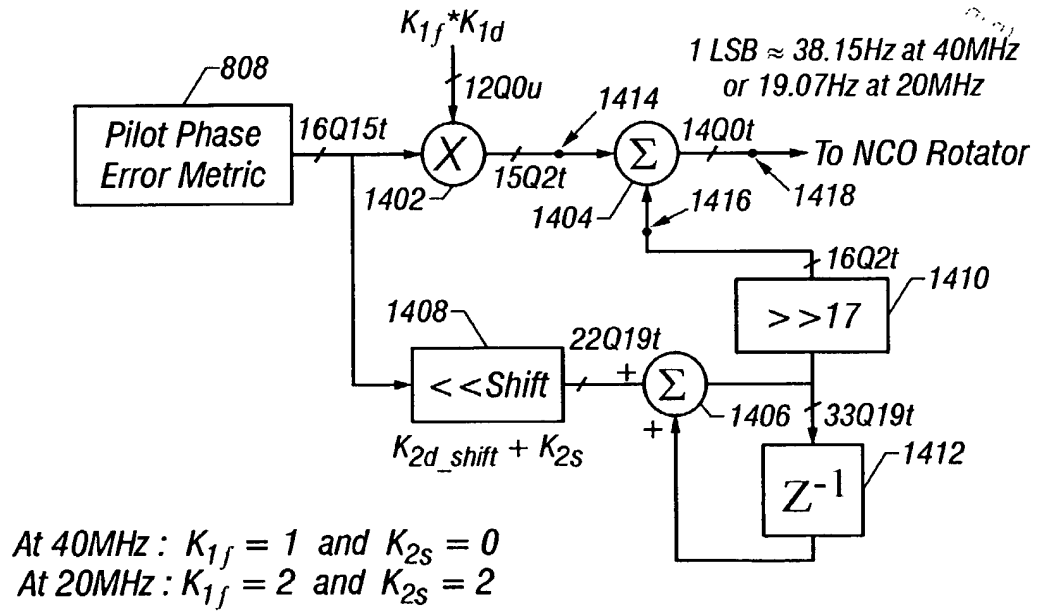 K1f*K1d
1 LSB ≈ 38.15Hz at 40MHz
or 19.07Hz at 20MHz
808
12Q0u
1414
Pilot Phase
Error Metric
16Q15t
X
15Q2t
Σ
14Q0t
To NCO Rotator
1402
1404
1416
1418
16Q2t
1410
>>17
1408
22Q19t
<<Shift
+
Σ
1406
33Q19t
+
K2d_shift + K2s
1412
Z-1
At 40MHz : K1f = 1 and K2s = 0
At 20MHz : K1f = 2 and K2s = 2